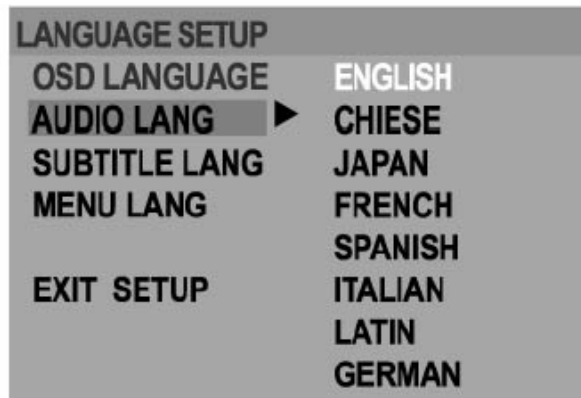 LANGUAGE SETUP
OSD LANGUAGE ENGLISH
AUDIO LANG CHIESE
SUBTITLE LANG JAPAN
MENU LANG FRENCH
SPANISH
EXIT SETUP ITALIAN
LATIN
GERMAN